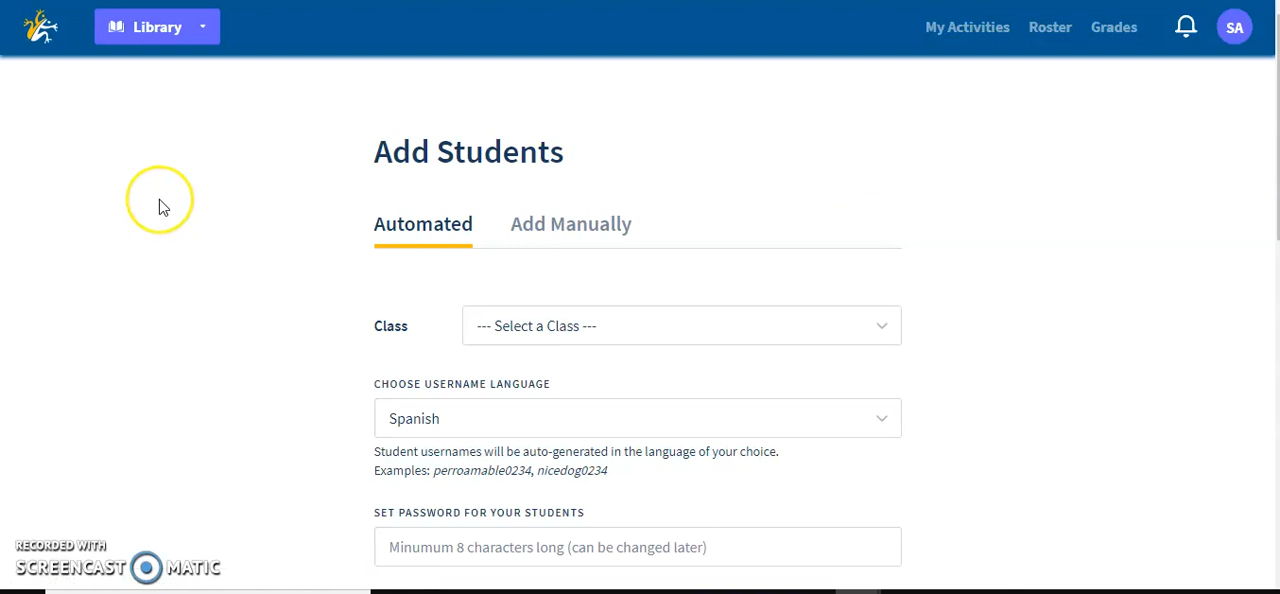 Library
My Activities Roster Grades SA
Add Students
Automated Add Manually
Class --- Select a Class ---
CHOOSE USERNAME LANGUAGE
Spanish
Student usernames will be auto-generated in the language of your choice.
Examples: perroamable0234, nicedog0234
SET PASSWORD FOR YOUR STUDENTS
Minumum 8 characters long (can be changed later)
RECORDED WITH
SCREENCAST MATIC